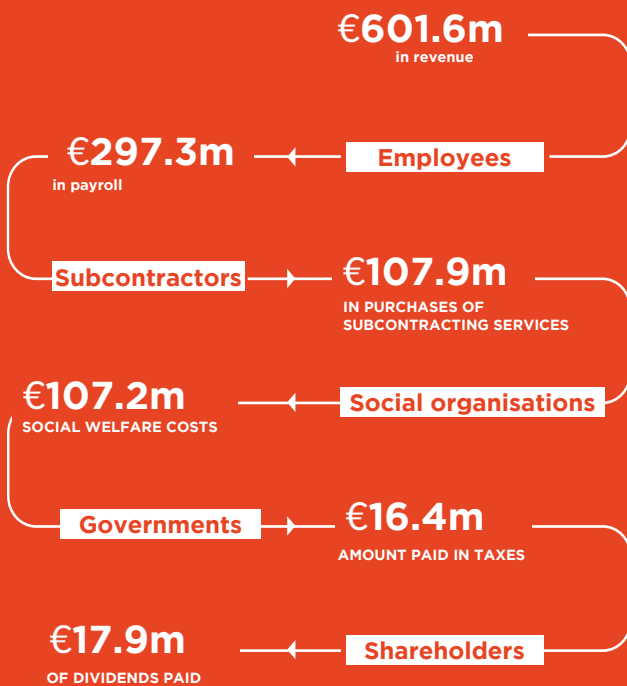 €601.6m
in revenue
€297.3m
Employees
in payroll
Subcontractors
€107.9m
IN PURCHASES OF
SUBCONTRACTING SERVICES
€107.2m
Social organisations
SOCIAL WELFARE COSTS
Governments
€16.4m
AMOUNT PAID IN TAXES
€17.9m
Shareholders
OF DIVIDENDS PAID